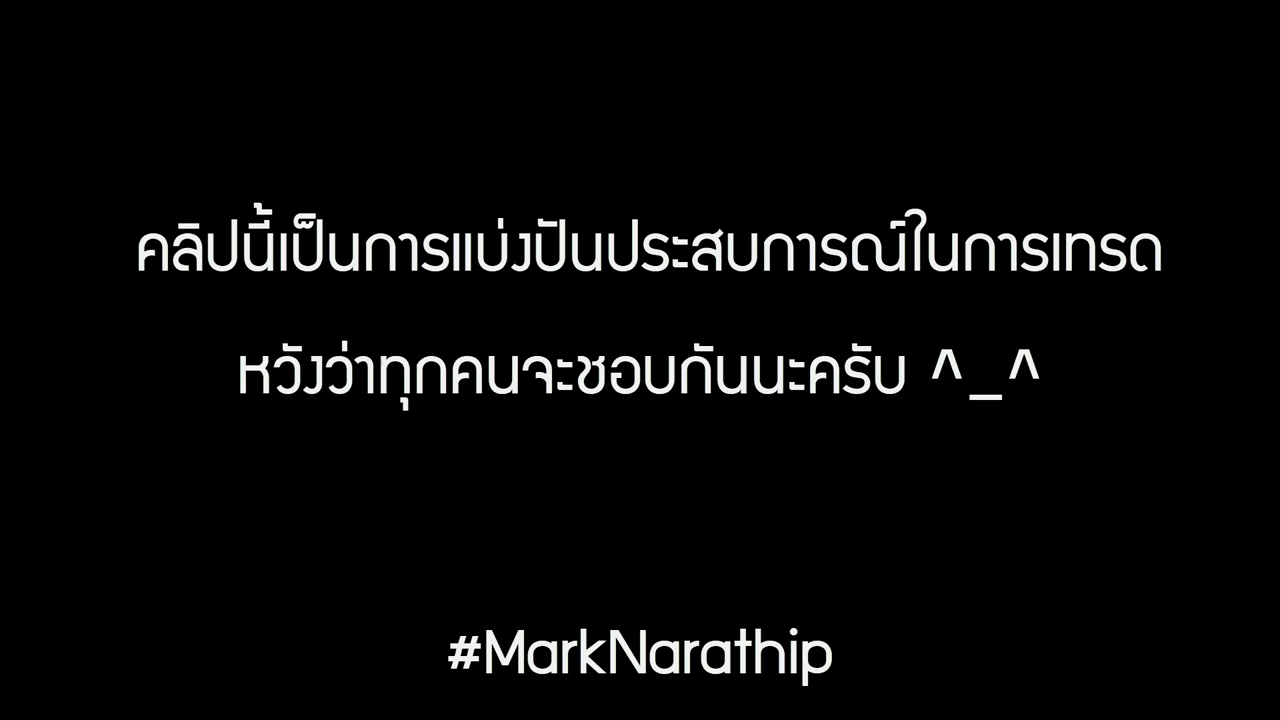 คลิปนี้เป็นการแบ่งปันประสบการณ์ในการเทรด
หวังว่าทุกคนจะชอบกันนะครับ ^_^
#MarkNarathip